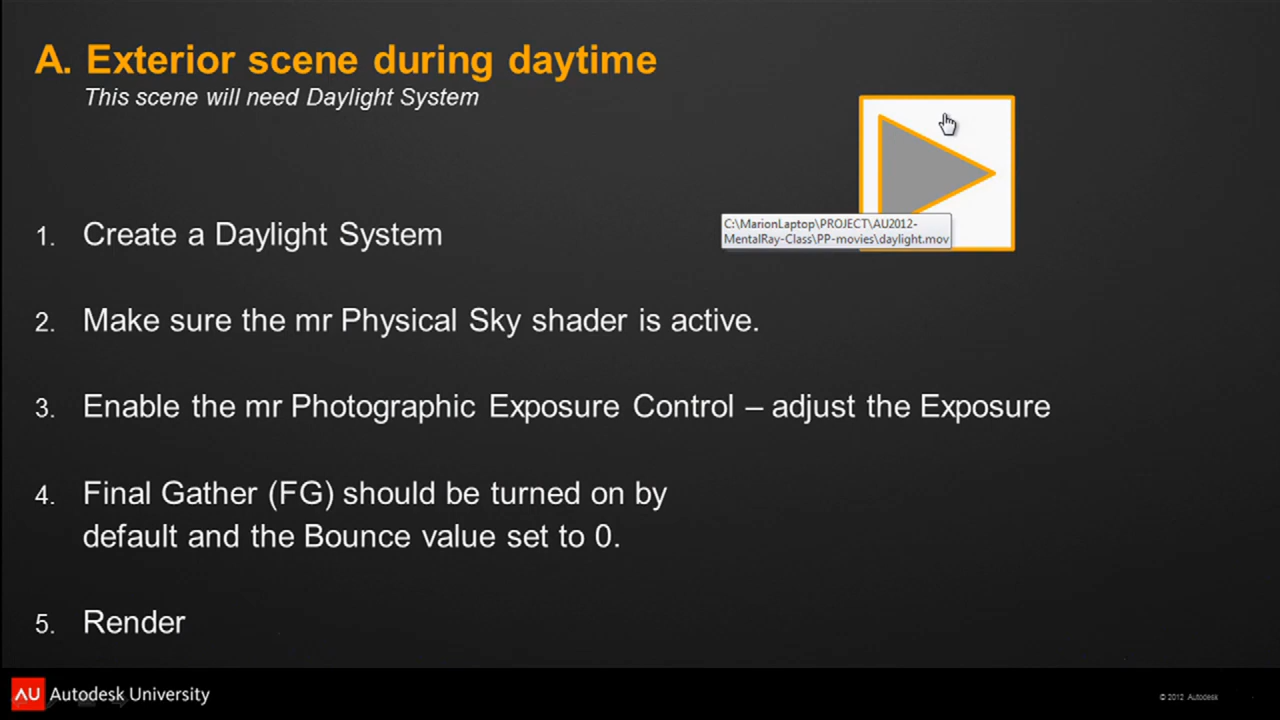 A. Exterior scene during daytime
This scene will need Daylight System
C:\MarionLaptop\PROJECT\AU2012-
MentalRay-Class\PP-movies\daylight.mov
1. Create a Daylight System
2. Make sure the mr Physical Sky shader is active.
3. Enable the mr Photographic Exposure Control – adjust the Exposure
4. Final Gather (FG) should be turned on by
default and the Bounce value set to 0.
5. Render
AU Autodesk University
© 2012 Autodesk